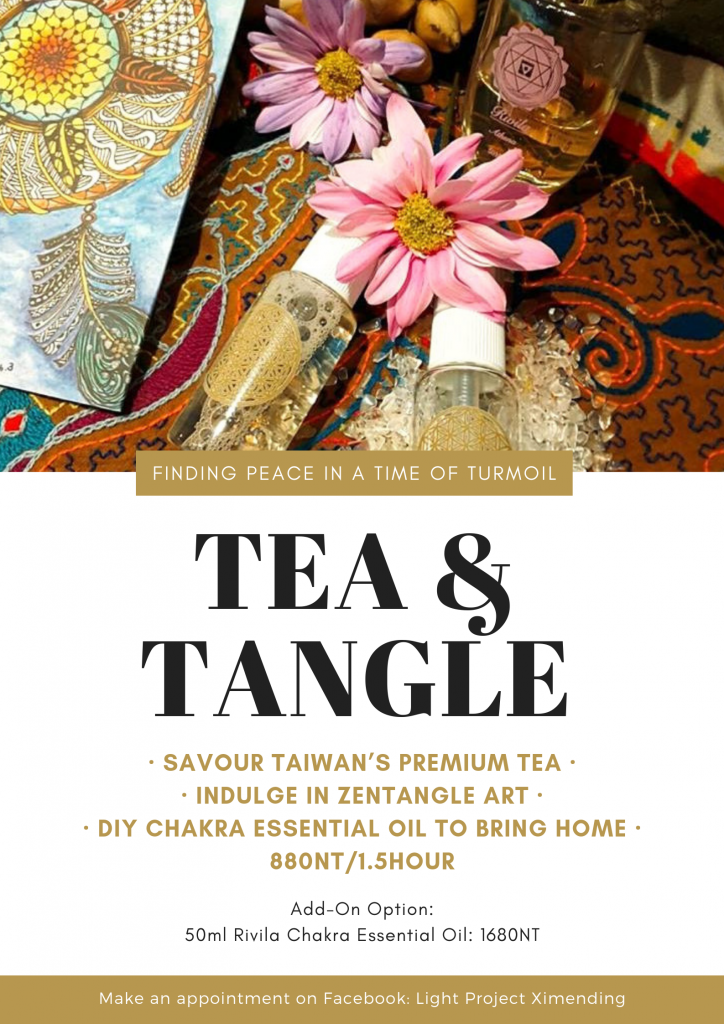 Rivila
FINDING PEACE IN A TIME OF TURMOIL
TEA &
TANGLE
· SAVOUR TAIWAN’S PREMIUM TEA ·
· INDULGE IN ZENTANGLE ART ·
· DIY CHAKRA ESSENTIAL OIL TO BRING HOME ·
880NT/1.5HOUR
Add-On Option:
50ml Rivila Chakra Essential Oil: 1680NT
Make an appointment on Facebook: Light Project Ximending